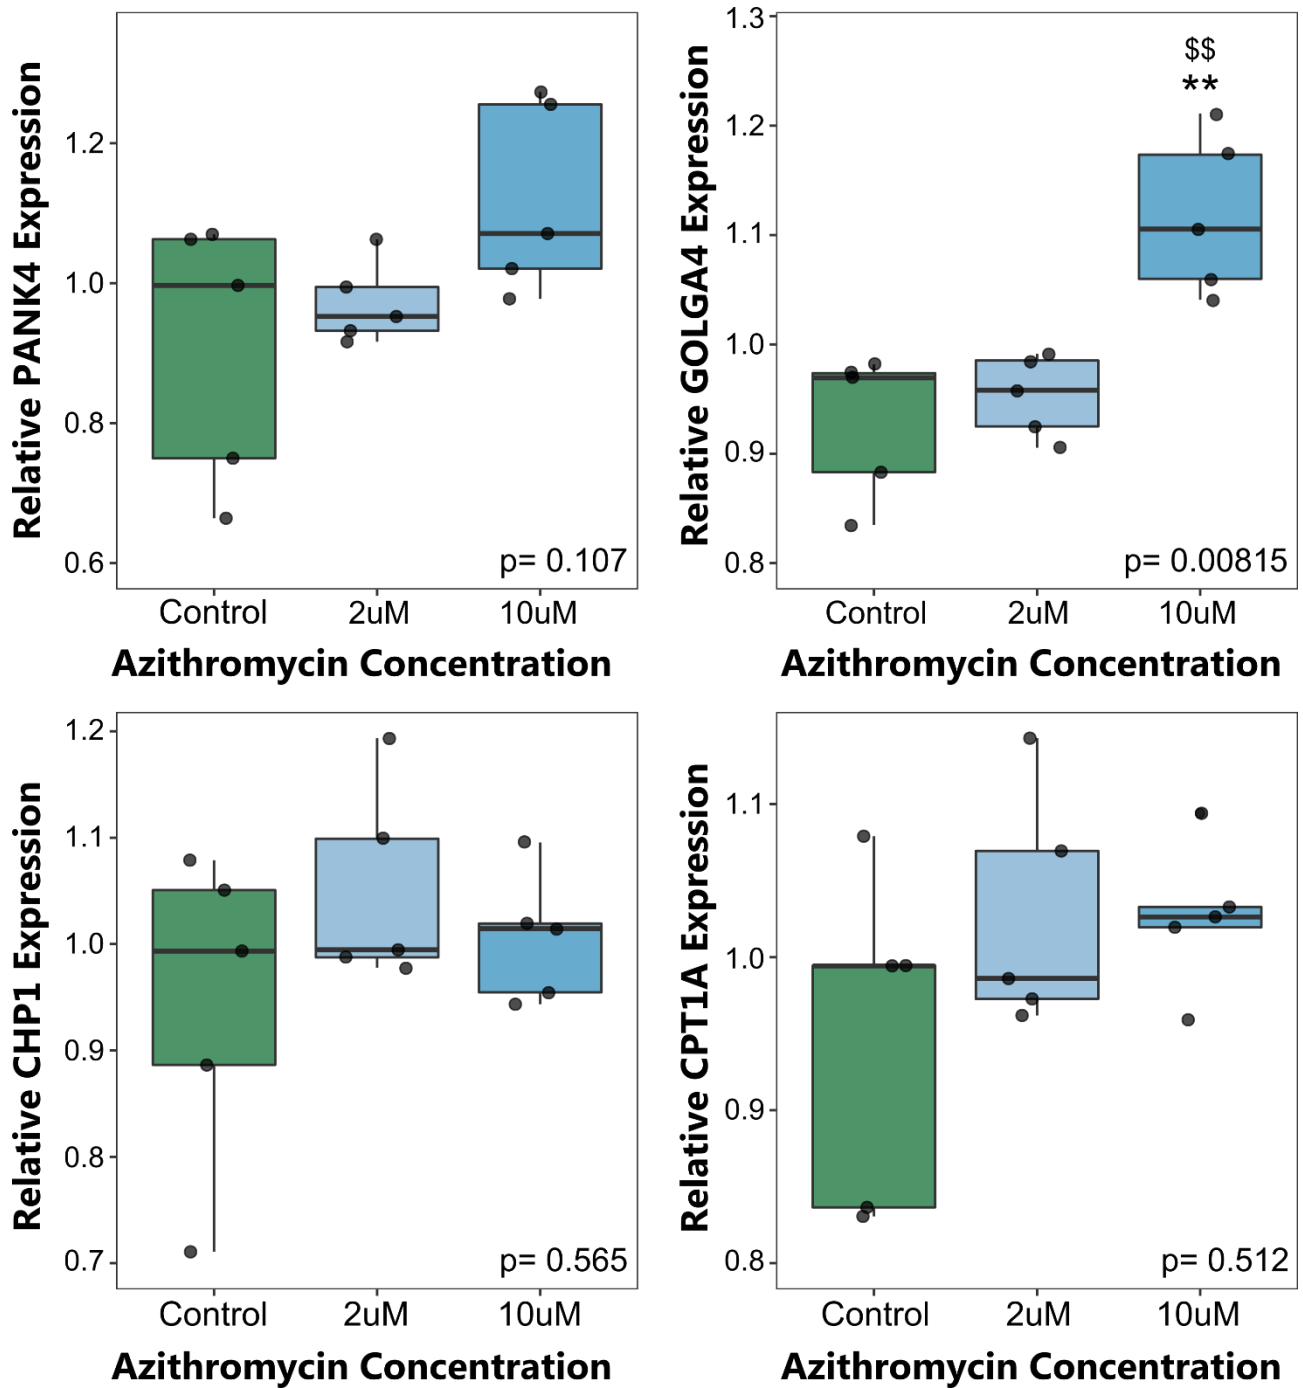 Relative PANK4 Expression
1.2
1.0
0.8
0.6
p= 0.107
Control 2uM 10uM
Azithromycin Concentration
Relative GOLGA4 Expression
1.3
1.2
1.1
1.0
0.9
0.8
$$
**
p= 0.00815
Control 2uM 10uM
Azithromycin Concentration
Relative CHP1 Expression
1.2
1.1
1.0
0.9
0.8
0.7
p= 0.565
Control 2uM 10uM
Azithromycin Concentration
Relative CPT1A Expression
1.1
1.0
0.9
0.8
p= 0.512
Control 2uM 10uM
Azithromycin Concentration